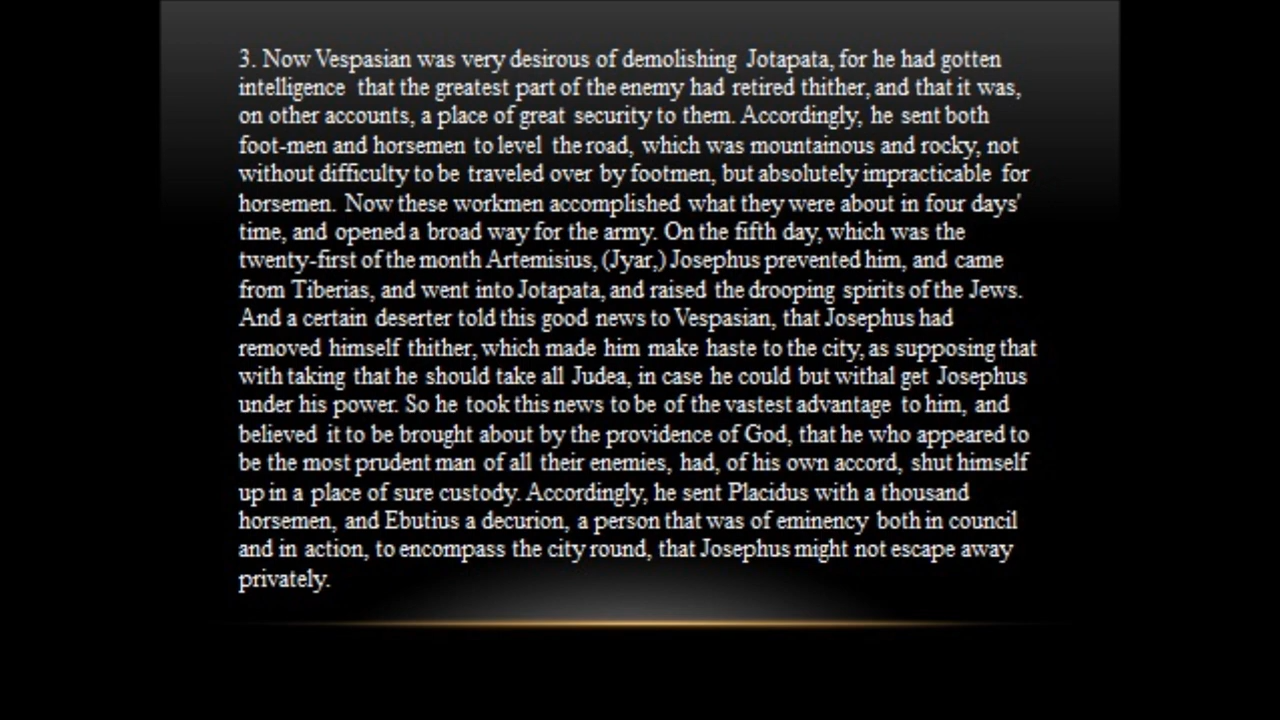 3. Now Vespasian was very desirous of demolishing Jotapata, for he had gotten
intelligence that the greatest part of the enemy had retired thither, and that it was,
on other accounts, a place of great security to them. Accordingly, he sent both
foot-men and horsemen to level the road, which was mountainous and rocky, not
without difficulty to be traveled over by footmen, but absolutely impracticable for
horsemen. Now these workmen accomplished what they were about in four days'
time, and opened a broad way for the army. On the fifth day, which was the
twenty-first of the month Artemisius, (Jyar,) Josephus prevented him, and came
from Tiberias, and went into Jotapata, and raised the drooping spirits of the Jews.
And a certain deserter told this good news to Vespasian, that Josephus had
removed himself thither, which made him make haste to the city, as supposing that
with taking that he should take all Judea, in case he could but withal get Josephus
under his power. So he took this news to be of the vastest advantage to him, and
believed it to be brought about by the providence of God, that he who appeared to
be the most prudent man of all their enemies, had, of his own accord, shut himself
up in a place of sure custody. Accordingly, he sent Placidus with a thousand
horsemen, and Ebutius a decurion, a person that was of eminency both in council
and in action, to encompass the city round, that Josephus might not escape away
privately.